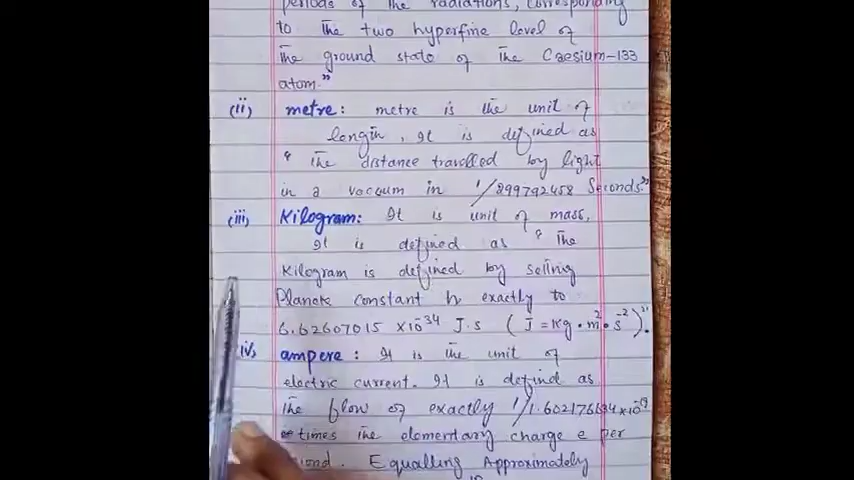 periods of the radiations, corresponding
to the two hyperfine level of
the ground state of the Caesium-133
atom."
(ii) metre: metre is the unit of
length, It is defined as
" the distance travelled by light
in a vacuum in 1/299792458 Seconds."
(iii) Kilogram: It is unit of mass,
It is defined as " The
Kilogram is defined by setting
Planck constant h exactly to
6.62607015 ×10⁻³⁴ J.s ( J = Kg • m² • s⁻² )."
iv, ampere: It is the unit of
electric current. It is defind as
the flow of exactly 1/1.602176634×10⁻¹⁹
times the elementary charge e per
Equalling Approximately